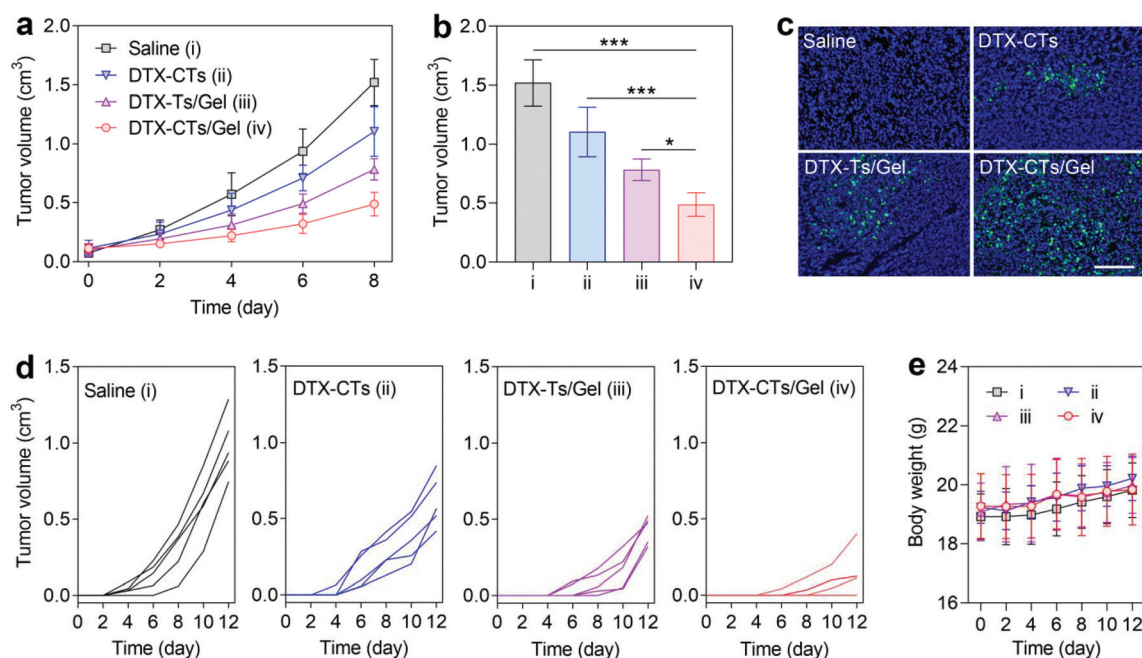 a
Tumor volume (cm³)
2.0
1.5
1.0
0.5
0.0
Saline (i)
DTX-CTs (ii)
DTX-Ts/Gel (iii)
DTX-CTs/Gel (iv)
0 2 4 6 8
Time (day)
b
Tumor volume (cm³)
2.0
1.5
1.0
0.5
0.0
***
***
*
i ii iii iv
c
Saline
DTX-CTs
DTX-Ts/Gel
DTX-CTs/Gel
d
Tumor volume (cm³)
1.5
1.0
0.5
0.0
Saline (i)
0 2 4 6 8 10 12
Time (day)
1.5
1.0
0.5
0.0
DTX-CTs (ii)
0 2 4 6 8 10 12
Time (day)
1.5
1.0
0.5
0.0
DTX-Ts/Gel (iii)
0 2 4 6 8 10 12
Time (day)
1.5
1.0
0.5
0.0
DTX-CTs/Gel (iv)
0 2 4 6 8 10 12
Time (day)
e
Body weight (g)
24
22
20
18
16
i ii
iii iv
0 2 4 6 8 10 12
Time (day)